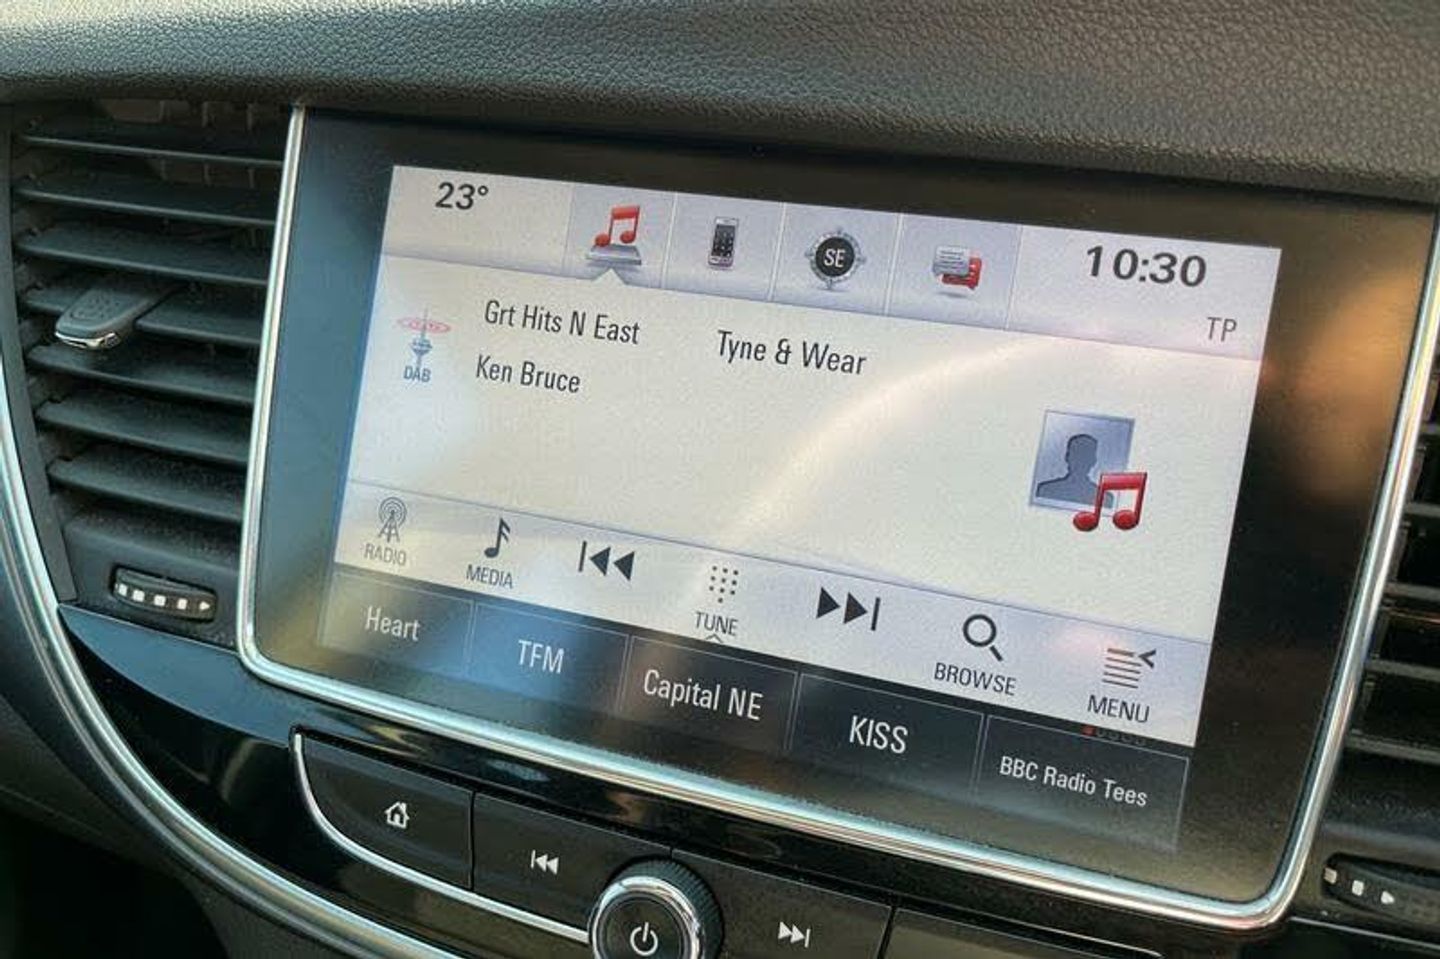 23°
SE
10:30
TP
DAB
Grt Hits N East
Tyne & Wear
Ken Bruce
RADIO
MEDIA
TUNE
BROWSE
MENU
Heart
TFM
Capital NE
KISS
BBC Radio Tees